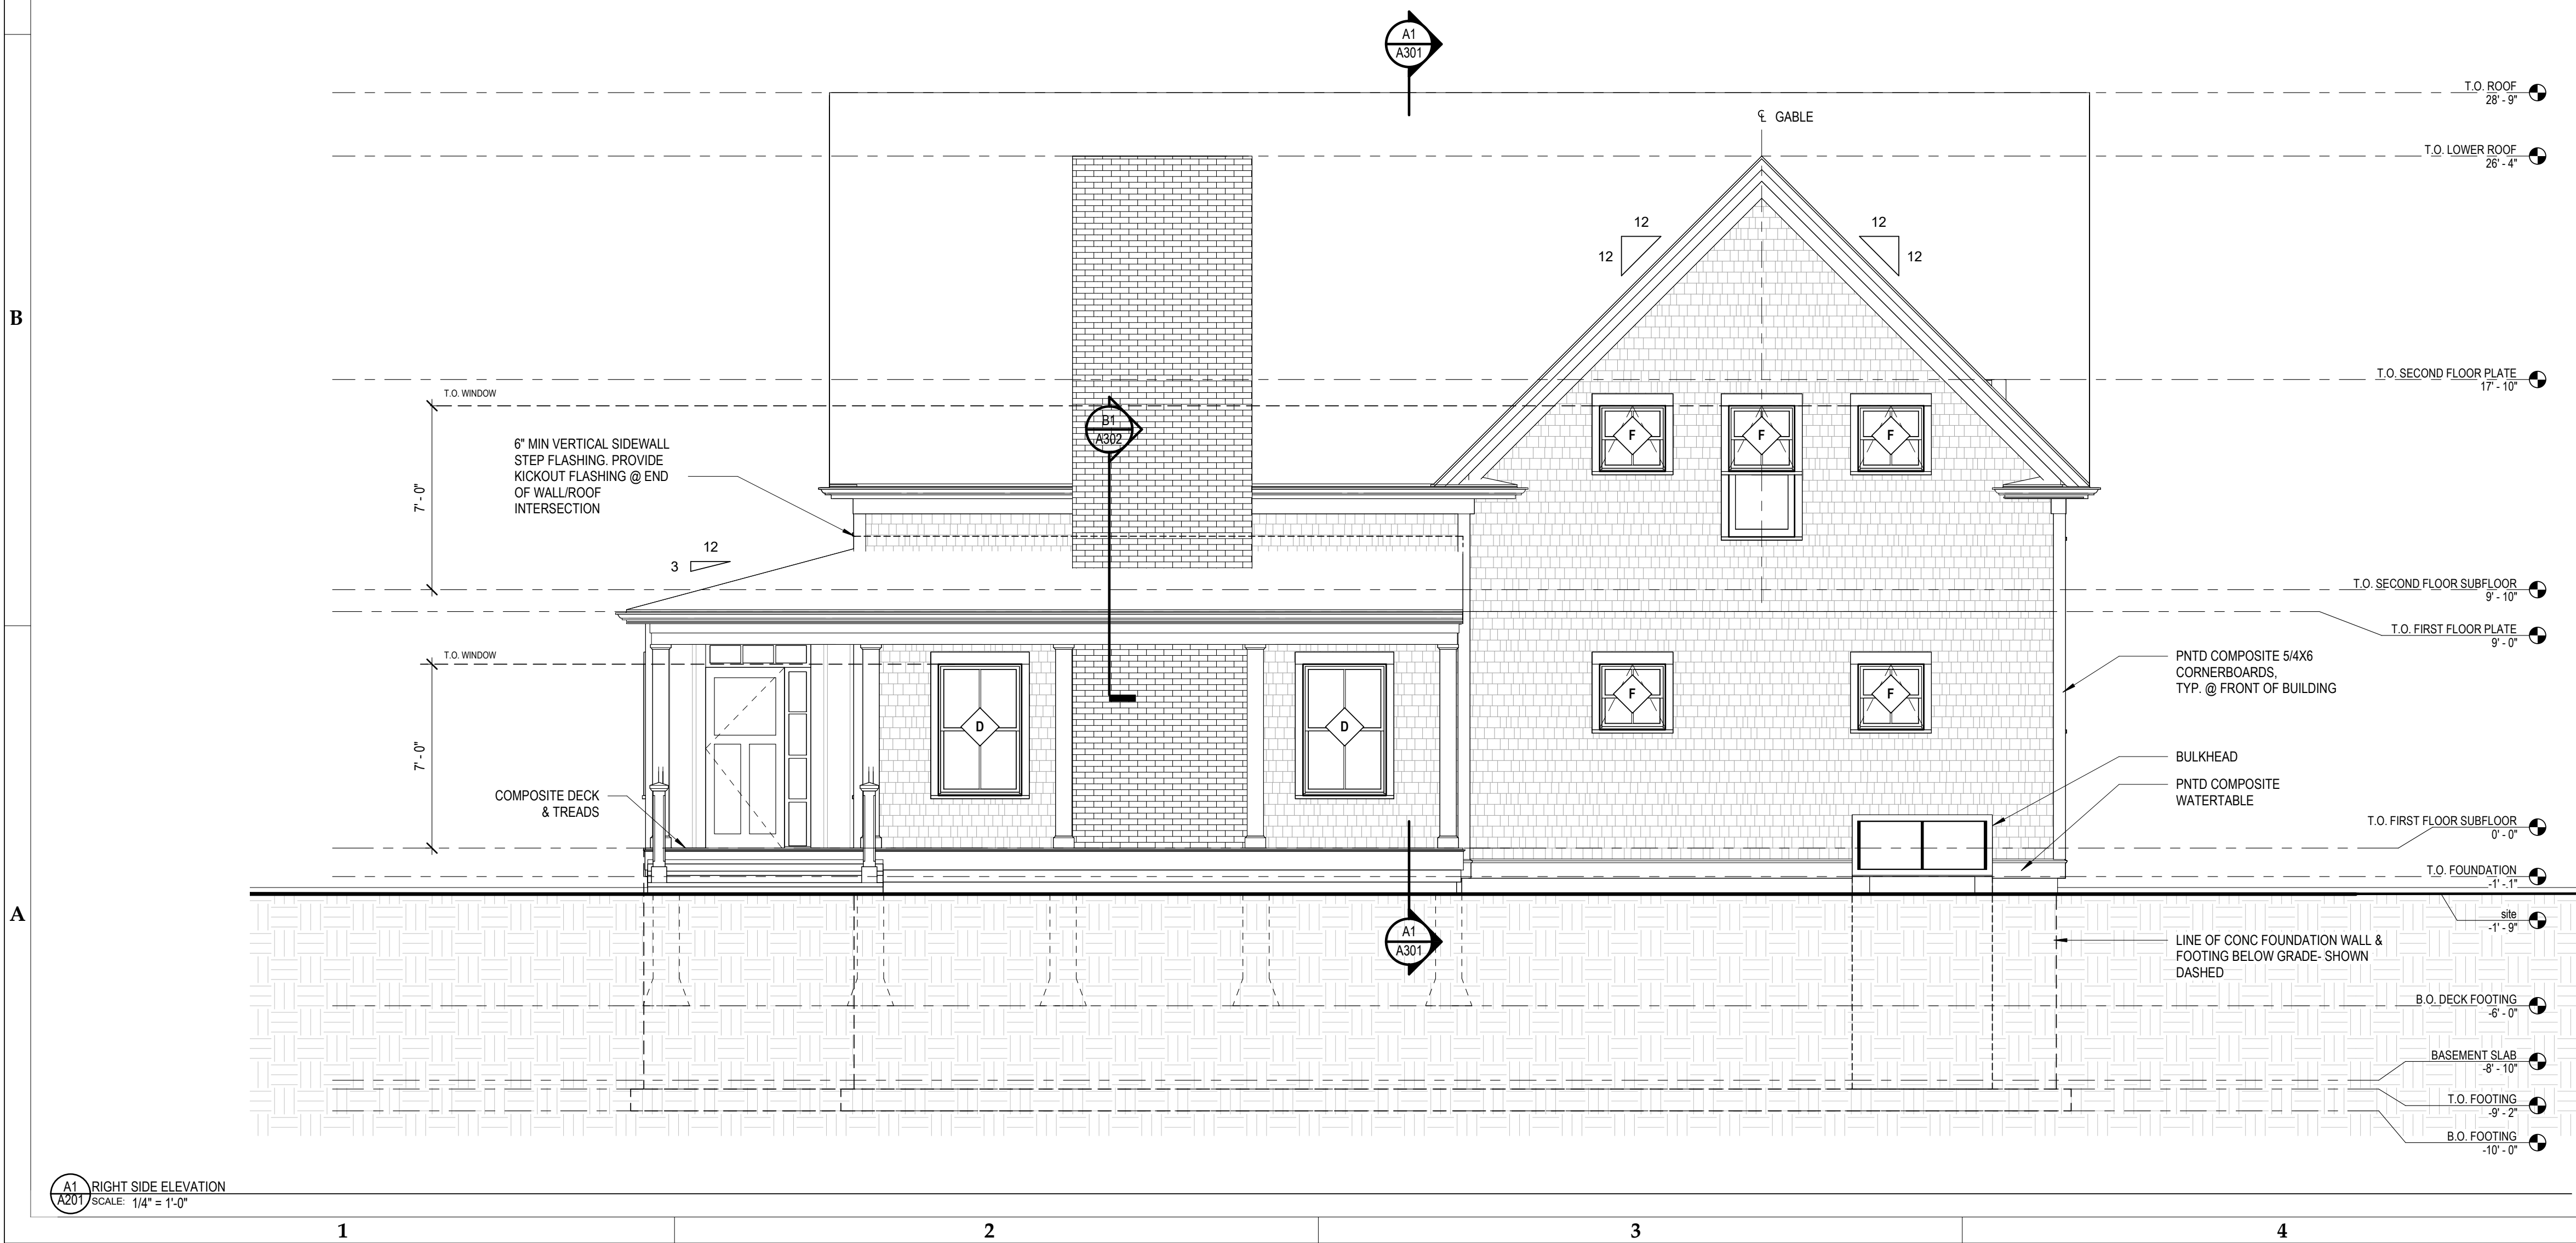 A1
A301
T.O. ROOF
28' - 9"
℄ GABLE
T.O. LOWER ROOF
26' - 4"
12
12
12
12
B
T.O. SECOND FLOOR PLATE
17' - 10"
T.O. WINDOW
B1
A302
F
F
F
6" MIN VERTICAL SIDEWALL
STEP FLASHING. PROVIDE
KICKOUT FLASHING @ END
OF WALL/ROOF
INTERSECTION
7' - 0"
12
3
T.O. SECOND FLOOR SUBFLOOR
9' - 10"
T.O. FIRST FLOOR PLATE
9' - 0"
T.O. WINDOW
PNTD COMPOSITE 5/4X6
CORNERBOARDS,
TYP. @ FRONT OF BUILDING
F
F
D
D
7' - 0"
BULKHEAD
COMPOSITE DECK
& TREADS
PNTD COMPOSITE
WATERTABLE
T.O. FIRST FLOOR SUBFLOOR
0' - 0"
T.O. FOUNDATION
-1' - 1"
A
site
-1' - 9"
A1
A301
LINE OF CONC FOUNDATION WALL &
FOOTING BELOW GRADE- SHOWN
DASHED
B.O. DECK FOOTING
-6' - 0"
BASEMENT SLAB
-8' - 10"
T.O. FOOTING
-9' - 2"
B.O. FOOTING
-10' - 0"
A1
A201
RIGHT SIDE ELEVATION
SCALE: 1/4" = 1'-0"
1
2
3
4